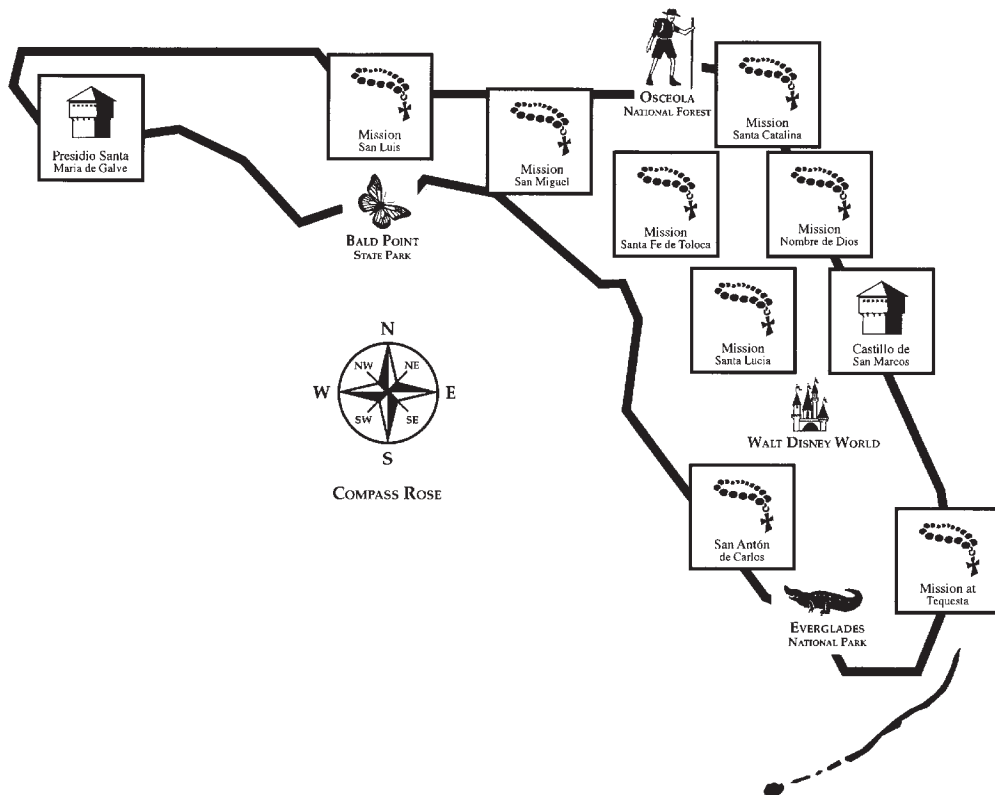 OSCEOLA
NATIONAL FOREST
Mission
Santa Catalina
Presidio Santa
Maria de Galve
Mission
San Luis
Mission
San Miguel
Mission
Santa Fe de Toloca
Mission
Nombre de Dios
BALD POINT
STATE PARK
Mission
Santa Lucia
Castillo de
San Marcos
N
NW NE
W E
SW SE
S
COMPASS ROSE
WALT DISNEY WORLD
San Antón
de Carlos
Mission at
Tequesta
EVERGLADES
NATIONAL PARK